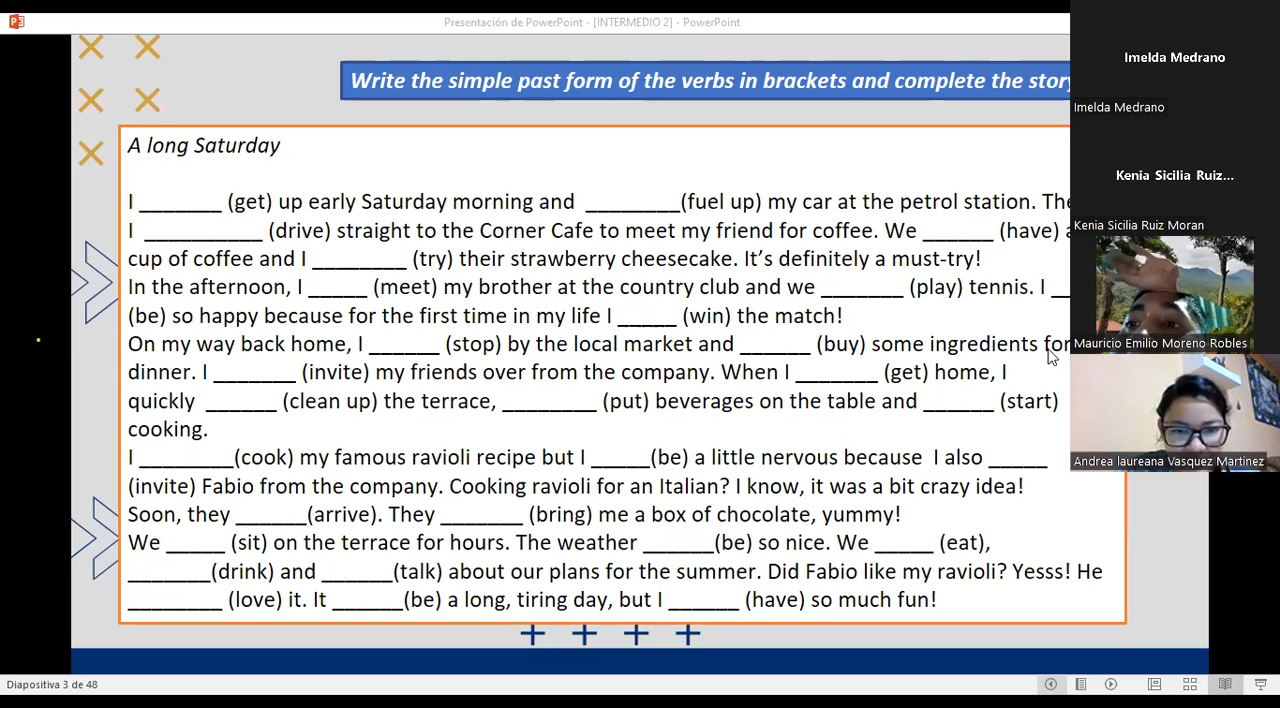 Presentación de PowerPoint - [INTERMEDIO 2] - PowerPoint
Write the simple past form of the verbs in brackets and complete the story
A long Saturday
I _______ (get) up early Saturday morning and ________(fuel up) my car at the petrol station. The
I __________ (drive) straight to the Corner Cafe to meet my friend for coffee. We ______ (have) a
cup of coffee and I ________ (try) their strawberry cheesecake. It's definitely a must-try!
In the afternoon, I _____ (meet) my brother at the country club and we _______ (play) tennis. I __
(be) so happy because for the first time in my life I _____ (win) the match!
On my way back home, I ______ (stop) by the local market and ______ (buy) some ingredients for
dinner. I _______ (invite) my friends over from the company. When I _______ (get) home, I
quickly ______ (clean up) the terrace, ________ (put) beverages on the table and ______ (start)
cooking.
I ________(cook) my famous ravioli recipe but I _____(be) a little nervous because I also _____
(invite) Fabio from the company. Cooking ravioli for an Italian? I know, it was a bit crazy idea!
Soon, they ______(arrive). They _______ (bring) me a box of chocolate, yummy!
We _____ (sit) on the terrace for hours. The weather ______(be) so nice. We _____ (eat),
_______(drink) and ______(talk) about our plans for the summer. Did Fabio like my ravioli? Yesss! He
________ (love) it. It ______(be) a long, tiring day, but I ______ (have) so much fun!
Imelda Medrano
Imelda Medrano
Kenia Sicilia Ruiz...
Kenia Sicilia Ruiz Moran
Mauricio Emilio Moreno Robles
Andrea laureana Vasquez Martinez
Diapositiva 3 de 48